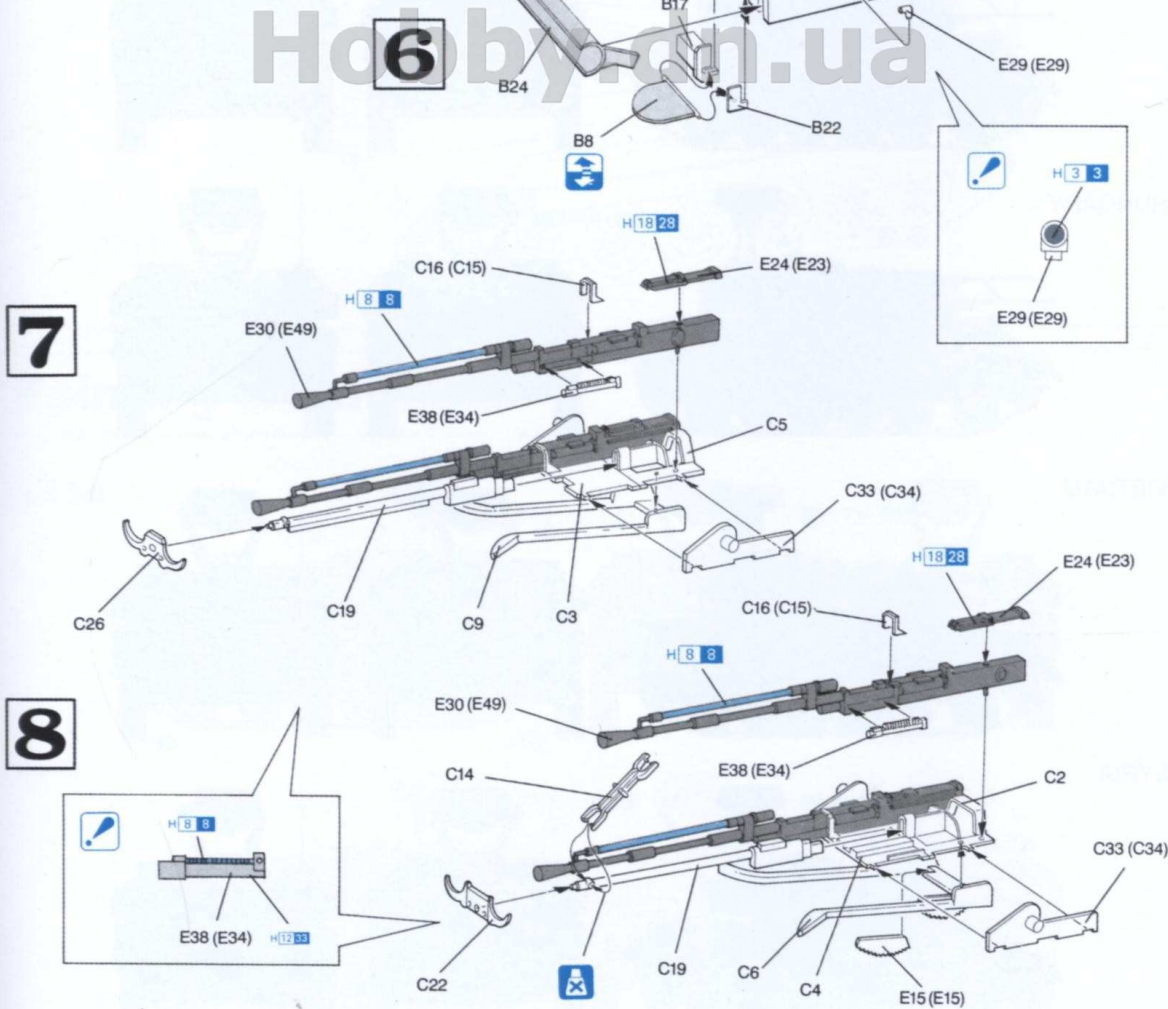 Hobby.dn.ua
6
B17
B24
E29 (E29)
B22
B8
H 3 3
E29 (E29)
7
H 18 28
C16 (C15)
E24 (E23)
H 8 8
E30 (E49)
E38 (E34)
C5
C33 (C34)
C26
C19
C9
C3
8
H 18 28
E24 (E23)
C16 (C15)
H 8 8
E30 (E49)
E38 (E34)
C14
C2
C33 (C34)
H 8 8
E38 (E34)
H 12 33
C22
C19
C6
C4
E15 (E15)